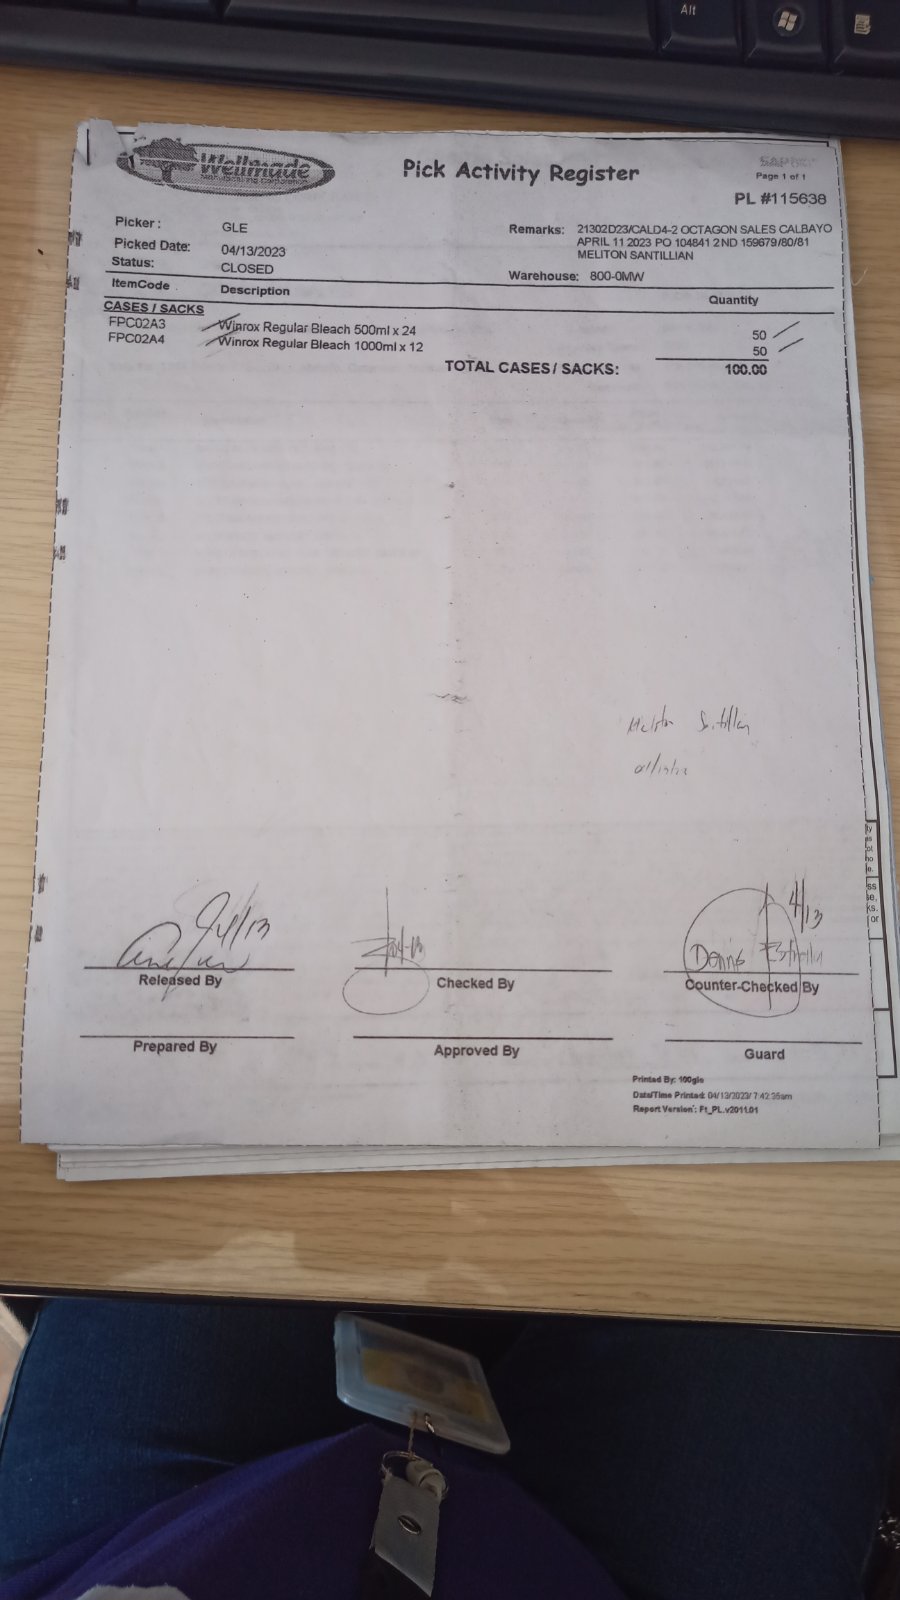 Alt
Wellmade
Pick Activity Register
Page 1 of 1
PL #115638
Picker : GLE
Picked Date: 04/13/2023
Status: CLOSED
Remarks: 21302D23/CALD4-2 OCTAGON SALES CALBAYO
APRIL 11 2023 PO 104841 2ND 159679/80/81
MELITON SANTILLIAN
Warehouse: 800-0MW
ItemCode Description Quantity
CASES / SACKS
FPC02A3 Winrox Regular Bleach 500ml x 24 50
FPC02A4 Winrox Regular Bleach 1000ml x 12 50
TOTAL CASES / SACKS: 100.00
4/13
4/13
Dennis
Released By Checked By Counter-Checked By
Prepared By Approved By Guard
Printed By: 100gle
Data/Time Printed: 04/13/2023/ 7:42:35am
Report Version: Ft_PL.v2011.01